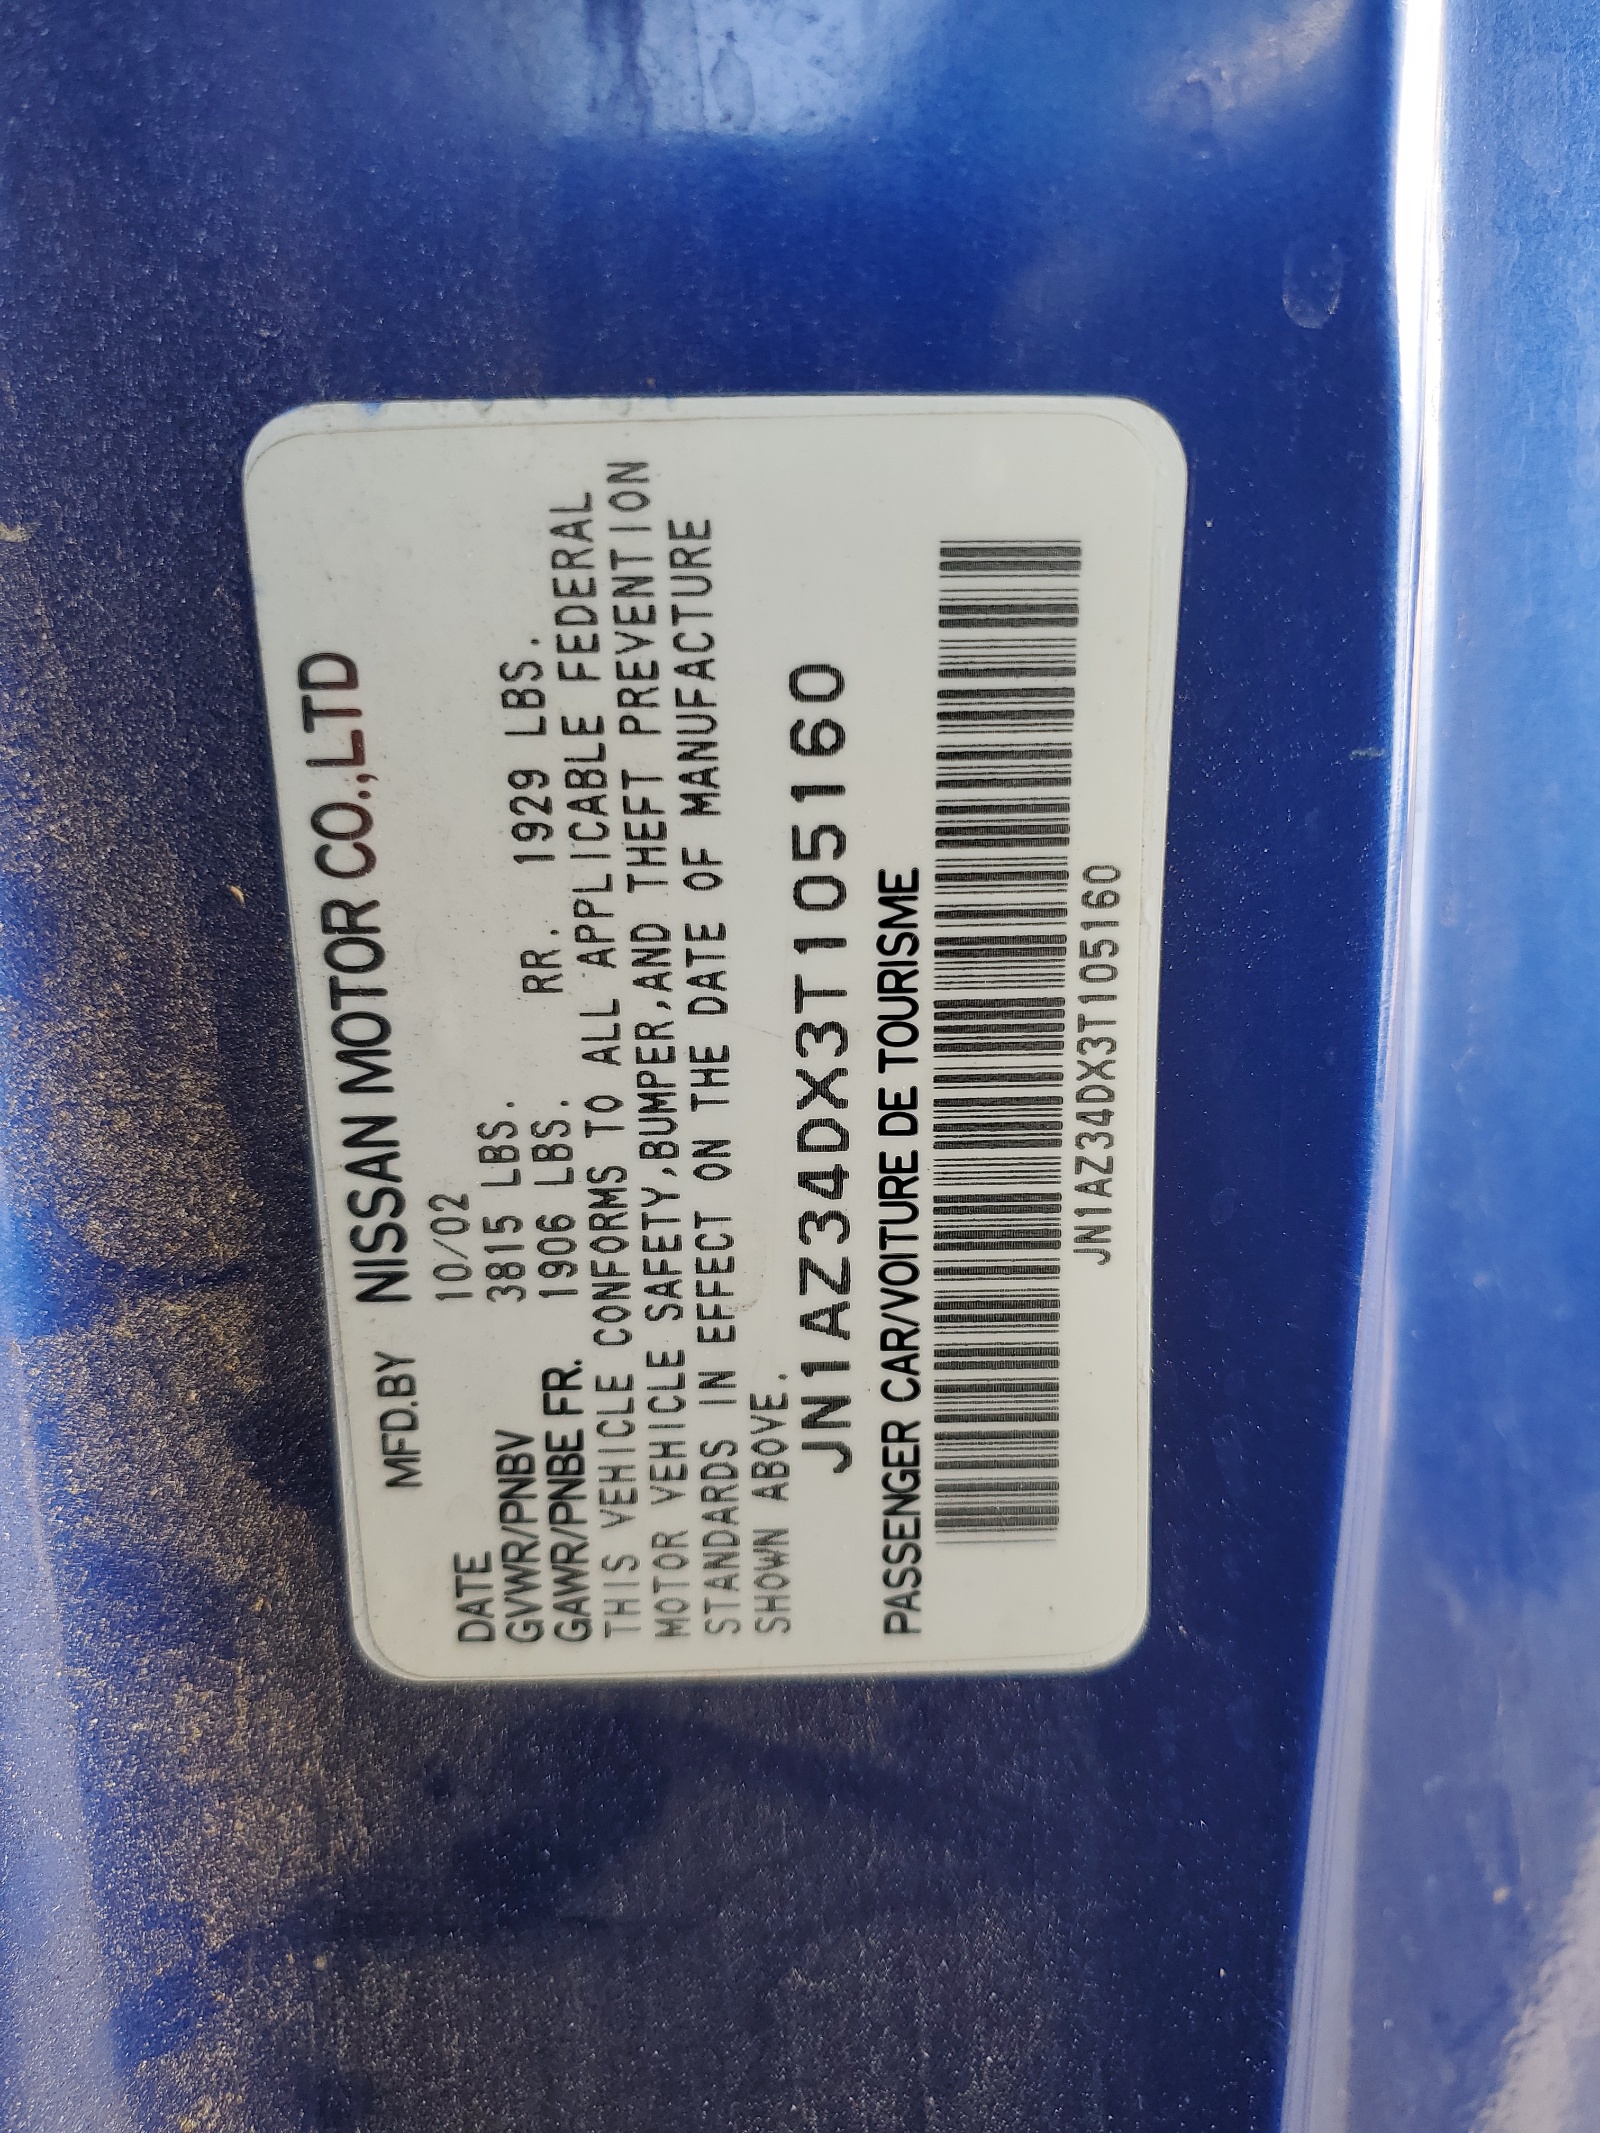 MFD.BY NISSAN MOTOR CO.,LTD
DATE 10/02
GVWR/PNBV 3815 LBS.
GAWR/PNBE FR. 1906 LBS. RR. 1929 LBS.
THIS VEHICLE CONFORMS TO ALL APPLICABLE FEDERAL
MOTOR VEHICLE SAFETY,BUMPER,AND THEFT PREVENTION
STANDARDS IN EFFECT ON THE DATE OF MANUFACTURE
SHOWN ABOVE.
JN1AZ34DX3T105160
PASSENGER CAR/VOITURE DE TOURISME
JN1AZ34DX3T105160